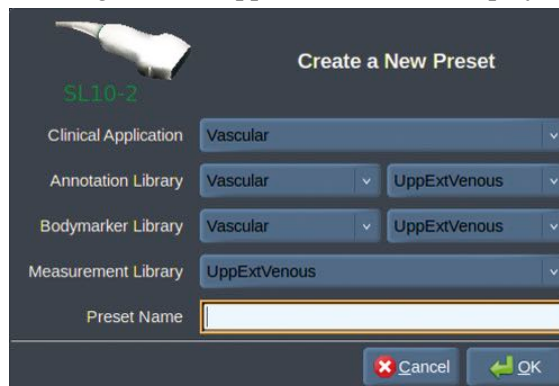 Create a New Preset
SL10-2
Clinical Application Vascular
Annotation Library Vascular UppExtVenous
Bodymarker Library Vascular UppExtVenous
Measurement Library UppExtVenous
Preset Name
Cancel OK